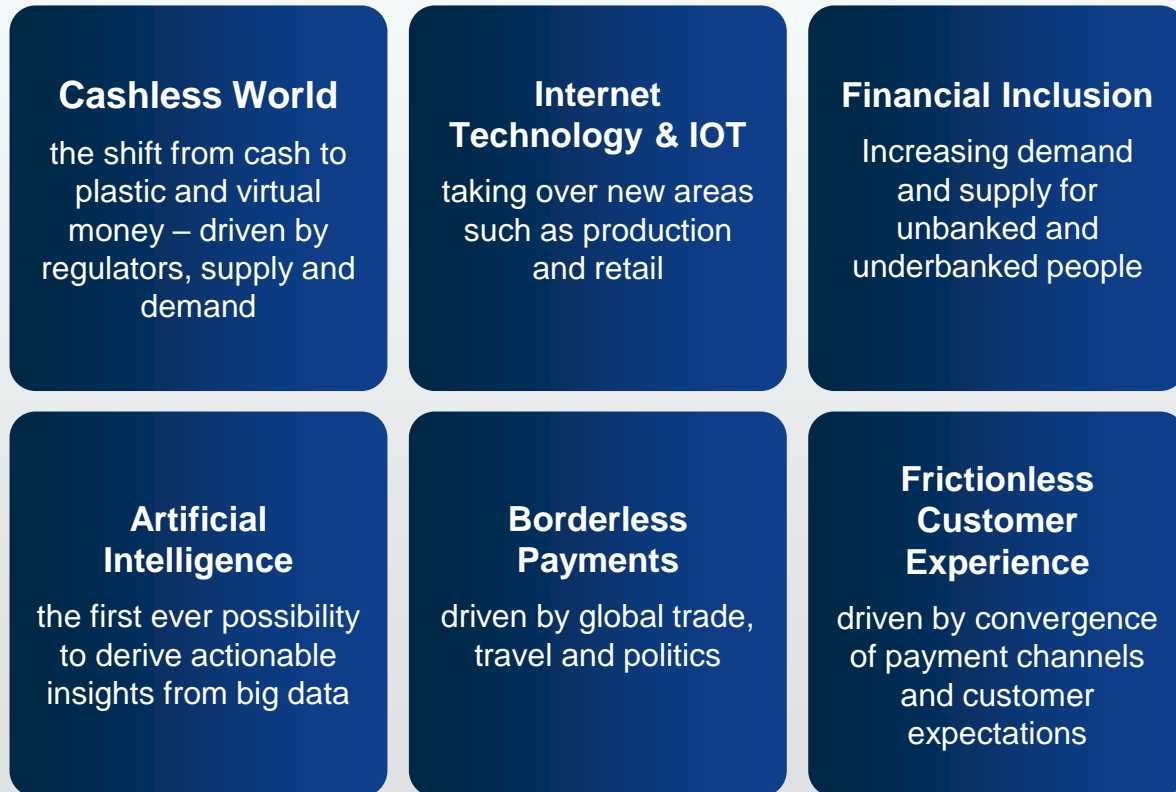 Cashless World
the shift from cash to
plastic and virtual
money – driven by
regulators, supply and
demand
Internet
Technology & IOT
taking over new areas
such as production
and retail
Financial Inclusion
Increasing demand
and supply for
unbanked and
underbanked people
Artificial
Intelligence
the first ever possibility
to derive actionable
insights from big data
Borderless
Payments
driven by global trade,
travel and politics
Frictionless
Customer
Experience
driven by convergence
of payment channels
and customer
expectations